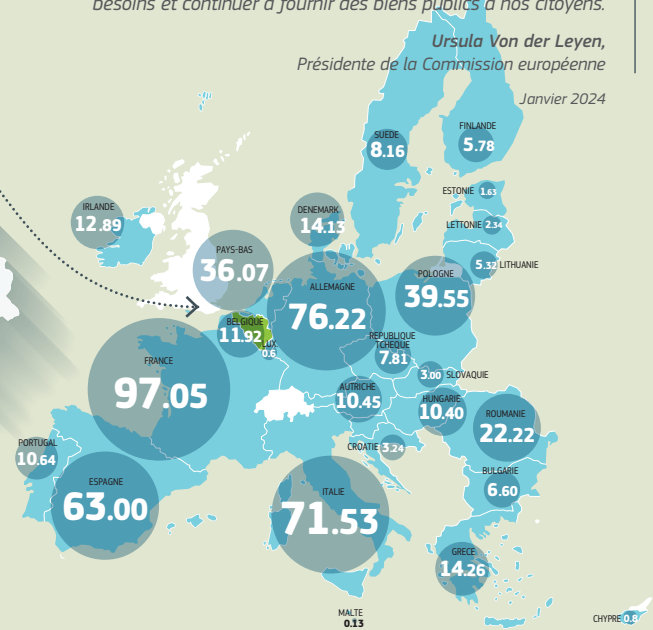 besoins et continuer à fournir des biens publics à nos citoyens.
Ursula Von der Leyen,
Présidente de la Commission européenne
Janvier 2024
SUEDE
8.16
FINLANDE
5.78
ESTONIE 1.63
LETTONIE 2.34
5.32 LITHUANIE
IRLANDE
12.89
DENEMARK
14.13
PAYS-BAS
36.07
ALLEMAGNE
76.22
POLOGNE
39.55
BELGIQUE
11.92
LUX
0.6
REPUBLIQUE
TCHEQUE
7.81
FRANCE
97.05
3.00 SLOVAQUIE
AUTRICHE
10.45
HUNGARIE
10.40
ROUMANIE
22.22
CROATIE 3.24
PORTUGAL
10.64
ESPAGNE
63.00
ITALIE
71.53
BULGARIE
6.60
GRECE
14.26
MALTE
0.13
CHYPRE 0.8